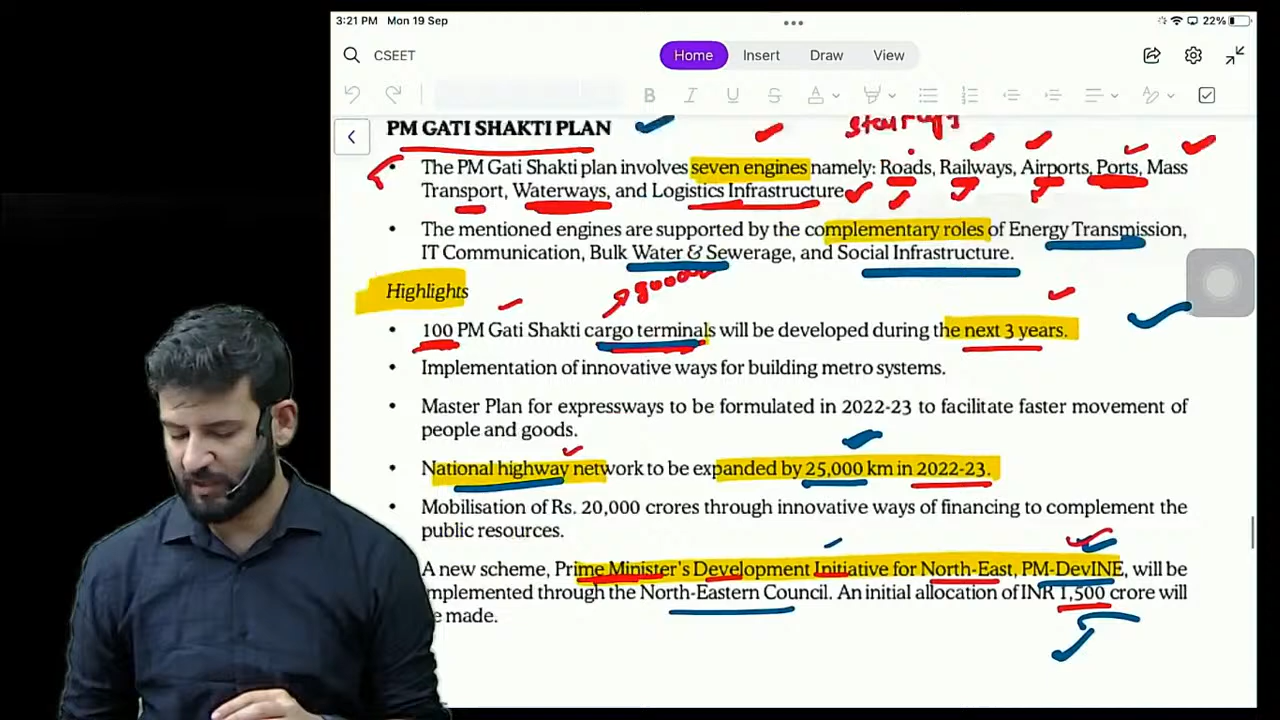 3:21 PM Mon 19 Sep
22%
CSEET
Home Insert Draw View
B I U S A
PM GATI SHAKTI PLAN
• The PM Gati Shakti plan involves seven engines namely: Roads, Railways, Airports, Ports, Mass
Transport, Waterways, and Logistics Infrastructure
• The mentioned engines are supported by the complementary roles of Energy Transmission,
IT Communication, Bulk Water & Sewerage, and Social Infrastructure.
Highlights
goods
• 100 PM Gati Shakti cargo terminals will be developed during the next 3 years.
• Implementation of innovative ways for building metro systems.
• Master Plan for expressways to be formulated in 2022-23 to facilitate faster movement of
people and goods.
• National highway network to be expanded by 25,000 km in 2022-23.
• Mobilisation of Rs. 20,000 crores through innovative ways of financing to complement the
public resources.
A new scheme, Prime Minister's Development Initiative for North-East, PM-DevINE, will be
mplemented through the North-Eastern Council. An initial allocation of INR 1,500 crore will
e made.